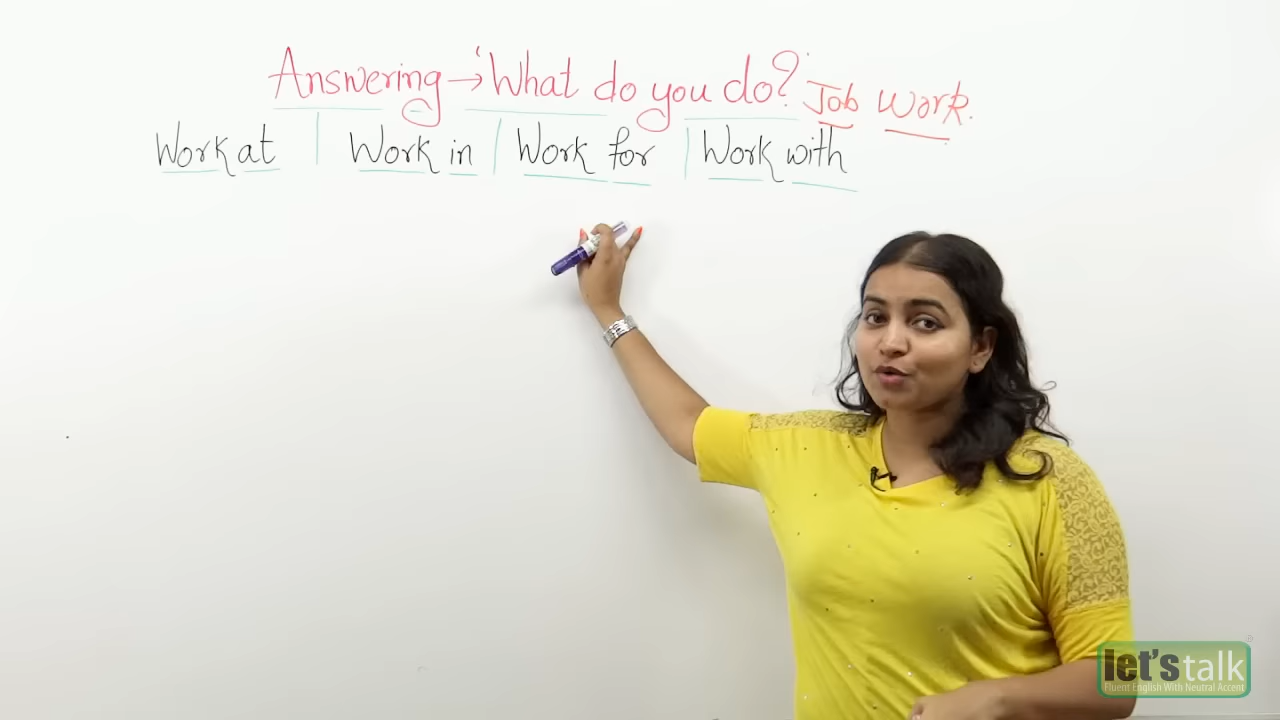 Answering → 'What do you do?' Job Work.
Work at | Work in | Work for | Work with
let's talk ®
Fluent English With Neutral Accent